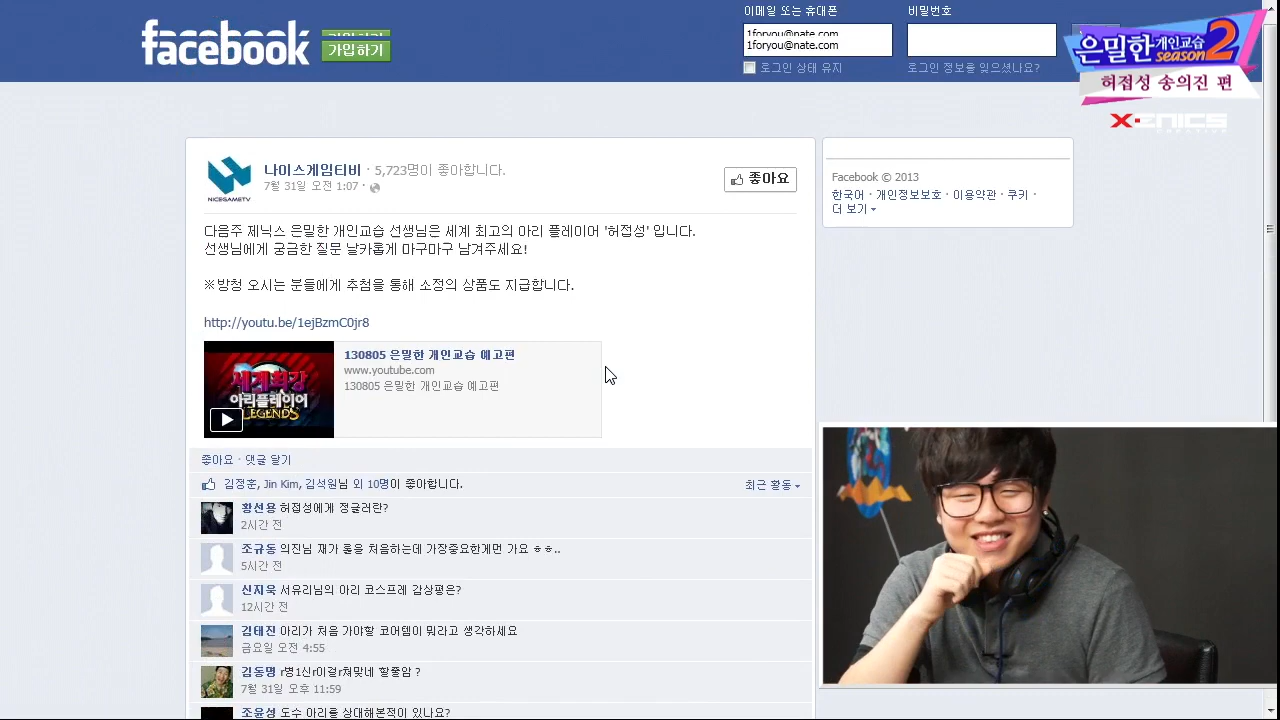 facebook
가입하기
이메일 또는 휴대폰
비밀번호
1foryou@nate.com
1foryou@nate.com
로그인 상태 유지
로그인 정보를 잊으셨나요?
은밀한 개인교습 season 2
허접성 송의진 편
X-ENICS
CREATIVE
NICEGAMETV
나이스게임티비 · 5,723명이 좋아합니다.
7월 31일 오전 1:07 ·
좋아요
다음주 제닉스 은밀한 개인교습 선생님은 세계 최고의 아리 플레이어 '허접성' 입니다.
선생님에게 궁금한 질문 날카롭게 마구마구 남겨주세요!
※방청 오시는 분들에게 추첨을 통해 소정의 상품도 지급합니다.
http://youtu.be/1ejBzmC0jr8
세계최강
아리플레이어
LEGENDS
130805 은밀한 개인교습 예고편
www.youtube.com
130805 은밀한 개인교습 예고편
좋아요 · 댓글 달기
김정훈, Jin Kim, 김석원님 외 10명이 좋아합니다.
최근 활동
황선용 허접성에게 정글러란?
2시간 전
조규동 의진님 제가 롤을 처음하는데 가장중요한게먼 가요 ㅎㅎ..
5시간 전
신지욱 서유리님의 아리 코스프레 감상평은?
12시간 전
김태진 아리가 처음 가야할 아이템이 뭐라고 생각하세요
금요일 오전 4:55
김동명
7월 31일 오후 11:59
조윤성 도수 아리를 상대해본적이 있나요?
Facebook © 2013
한국어 · 개인정보보호 · 이용약관 · 쿠키 ·
더 보기